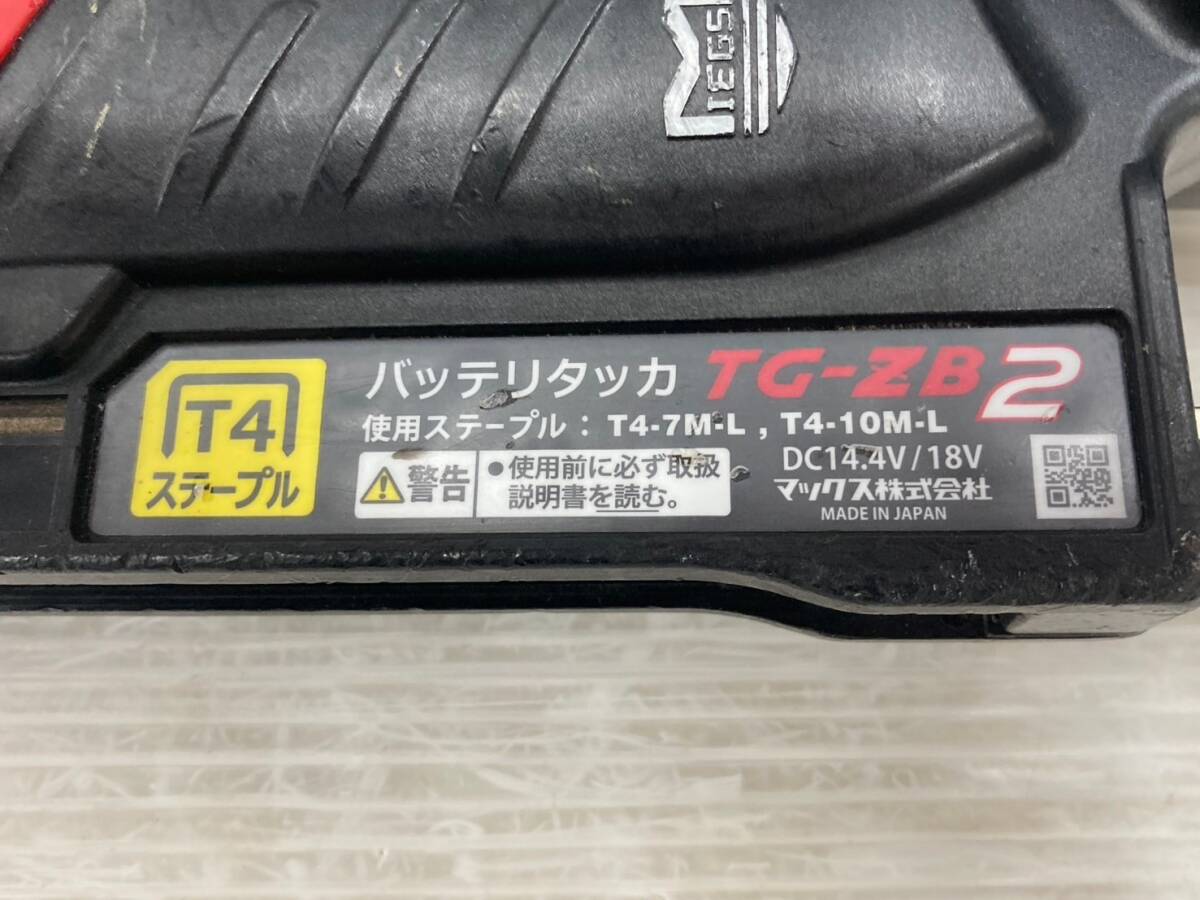 MIEGS
バッテリタッカ TG-ZB2
T4
ステープル
使用ステープル： T4-7M-L , T4-10M-L
警告
●使用前に必ず取扱
説明書を読む。
DC14.4V/18V
マックス株式会社
MADE IN JAPAN